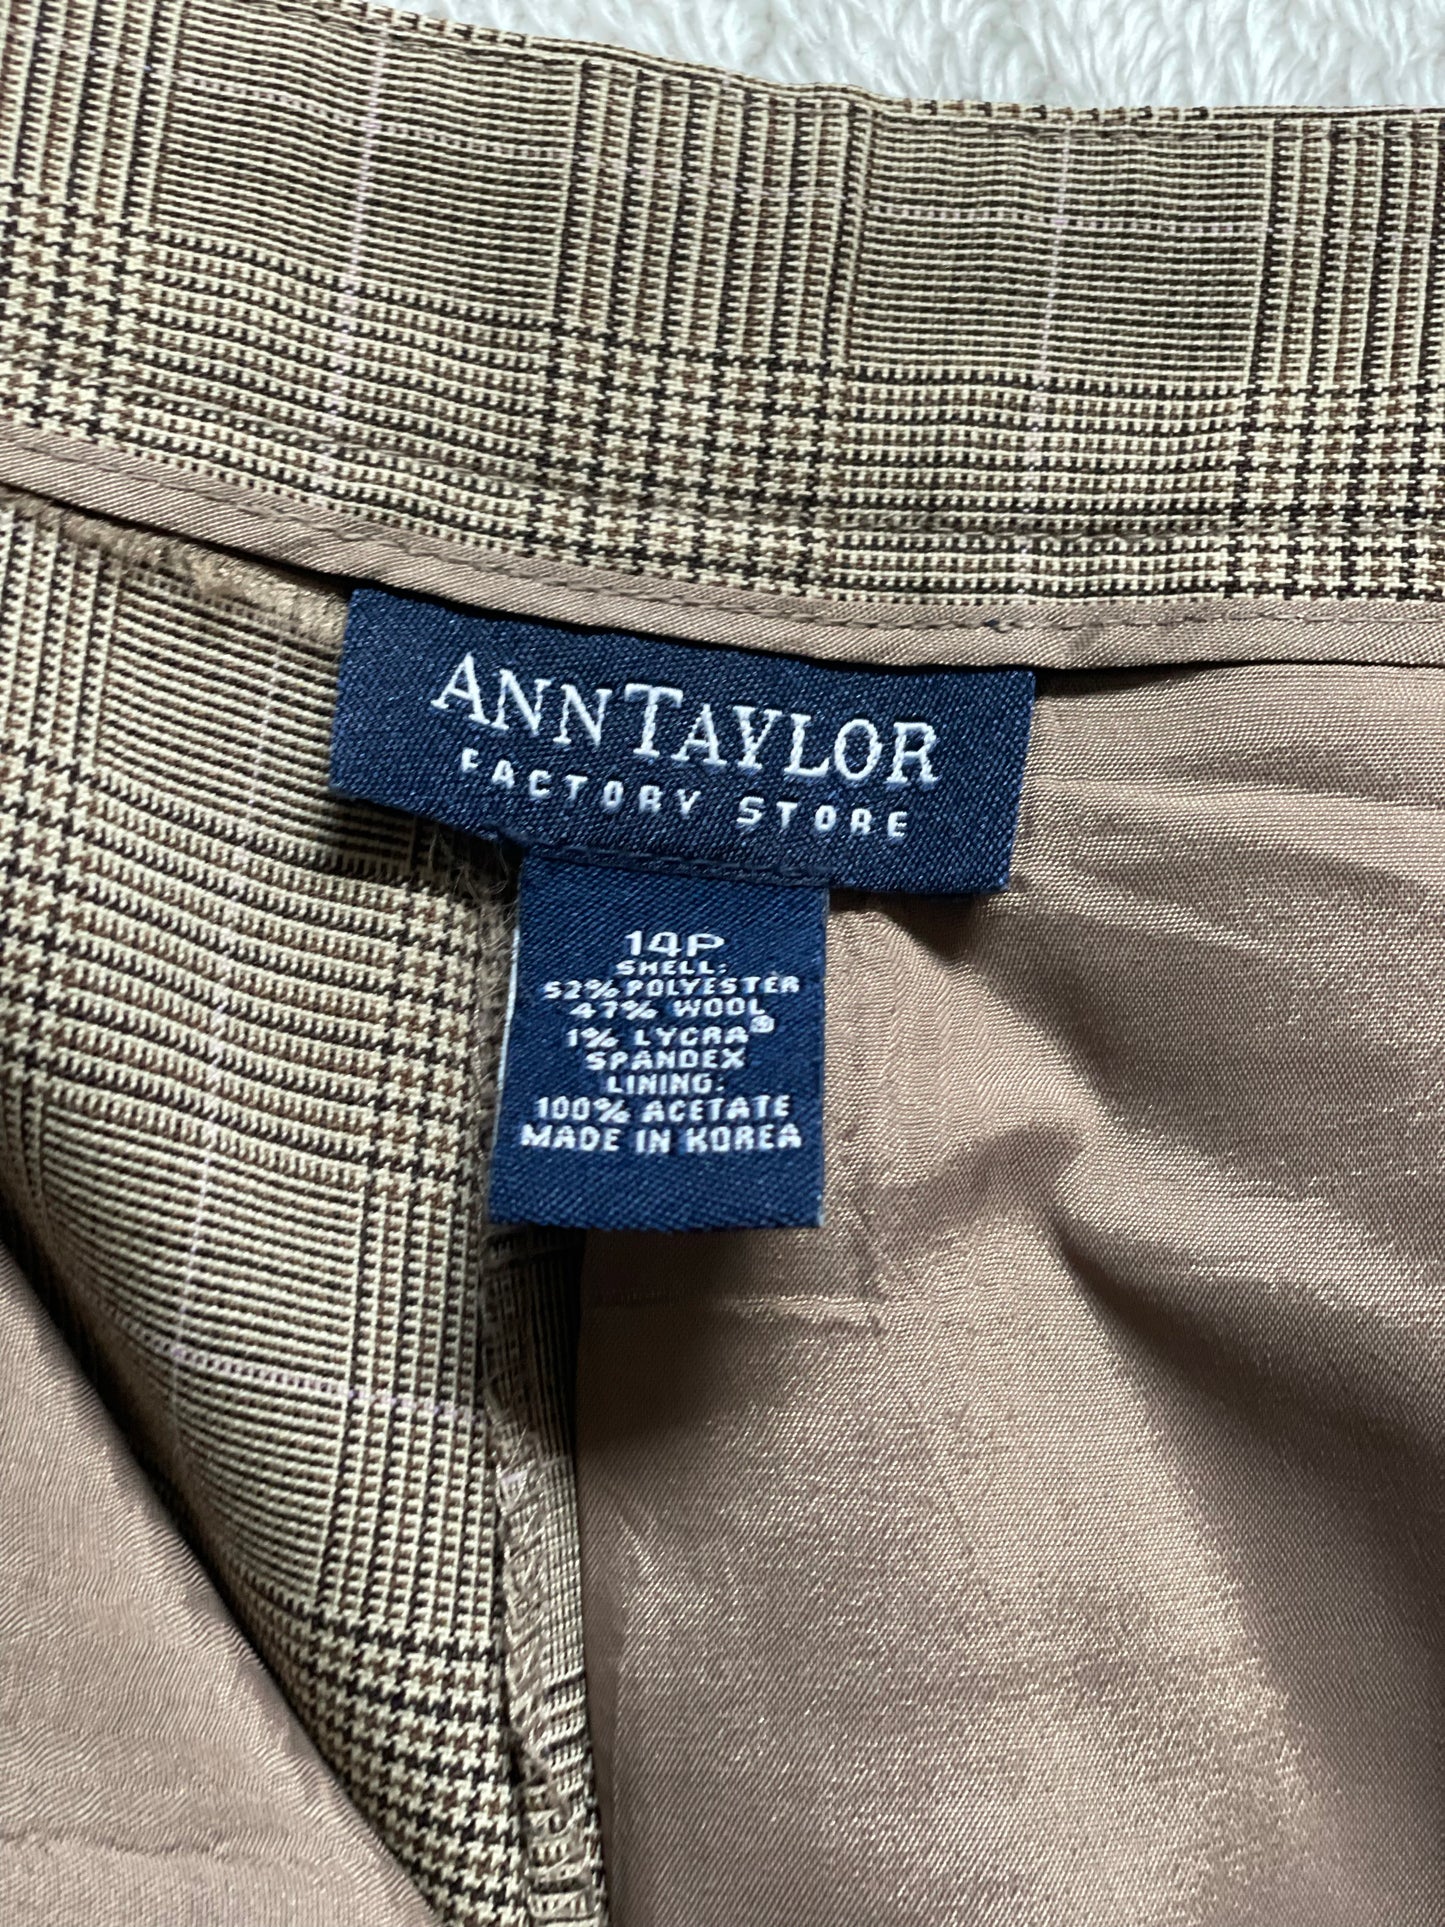 ANNTAYLOR
FACTORY STORE
14P
SHELL:
52% POLYESTER
47% WOOL
1% LYCRA®
SPANDEX
LINING:
100% ACETATE
MADE IN KOREA